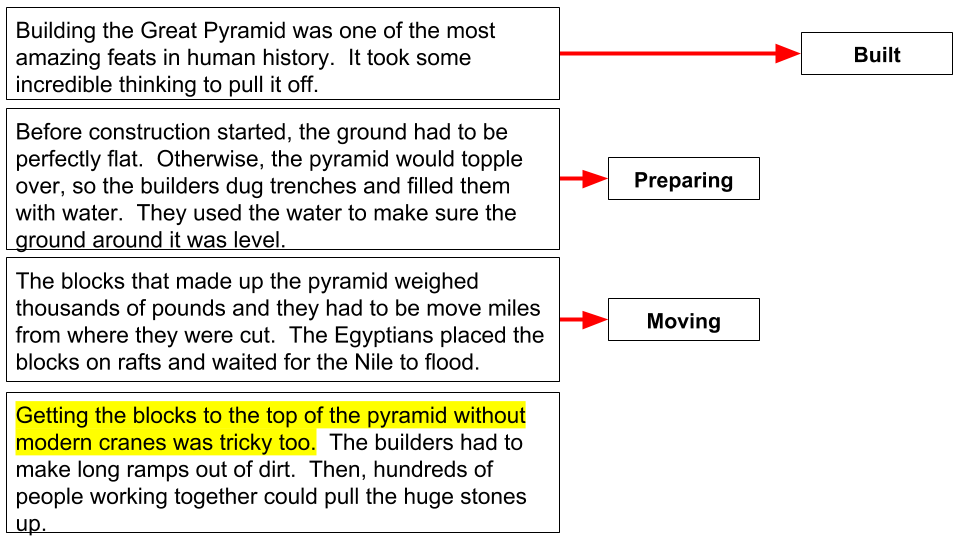 Building the Great Pyramid was one of the most
amazing feats in human history.  It took some
incredible thinking to pull it off.
Built
Before construction started, the ground had to be
perfectly flat.  Otherwise, the pyramid would topple
over, so the builders dug trenches and filled them
with water.  They used the water to make sure the
ground around it was level.
Preparing
The blocks that made up the pyramid weighed
thousands of pounds and they had to be move miles
from where they were cut.  The Egyptians placed the
blocks on rafts and waited for the Nile to flood.
Moving
Getting the blocks to the top of the pyramid without
modern cranes was tricky too.  The builders had to
make long ramps out of dirt.  Then, hundreds of
people working together could pull the huge stones
up.